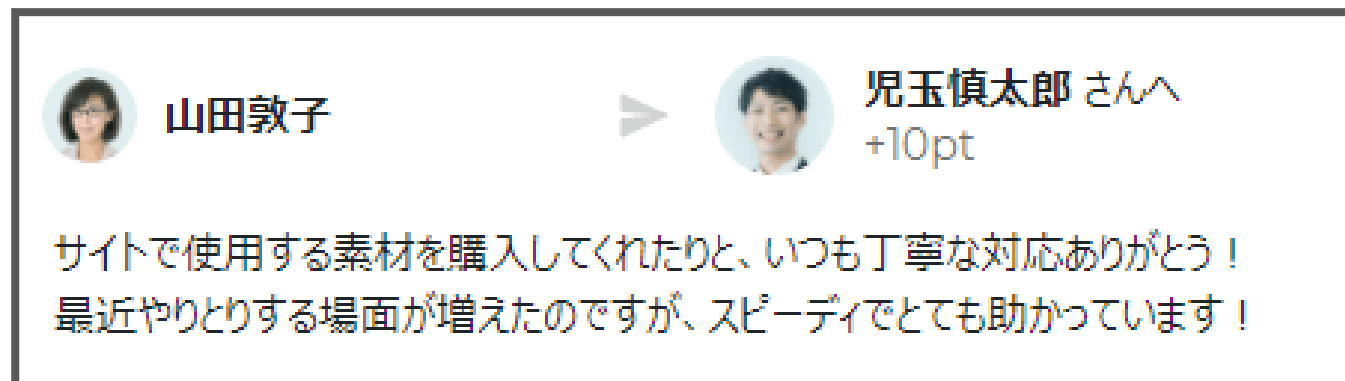 山田敦子
児玉慎太郎 さんへ
+10pt
サイトで使用する素材を購入してくれたりと、いつも丁寧な対応ありがとう！
最近やりとりする場面が増えたのですが、スピーディでとても助かっています！